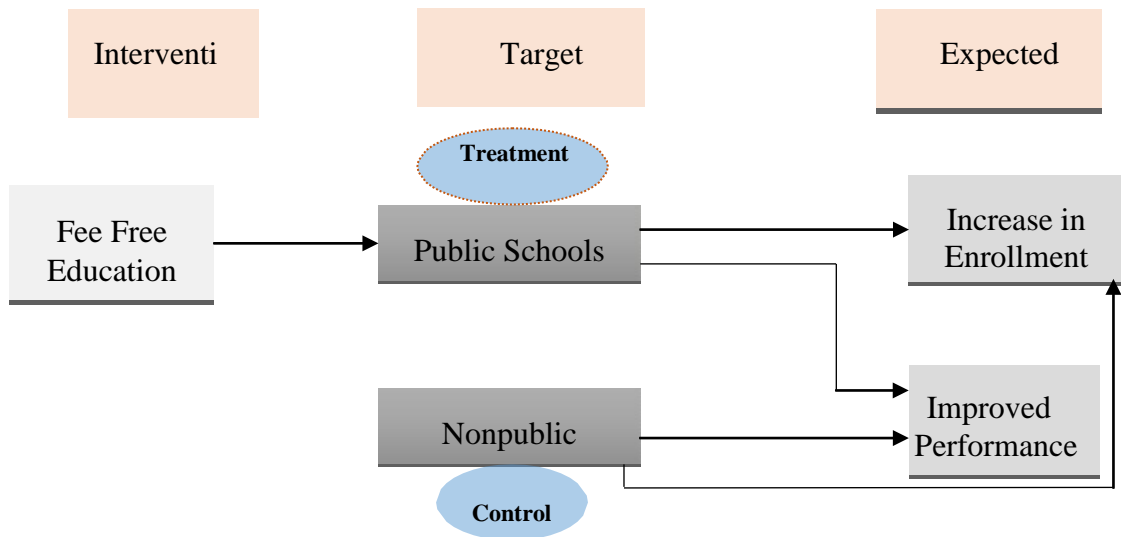 Interventi
Target
Expected
Treatment
Fee Free
Education
Public Schools
Increase in
Enrollment
Nonpublic
Improved
Performance
Control